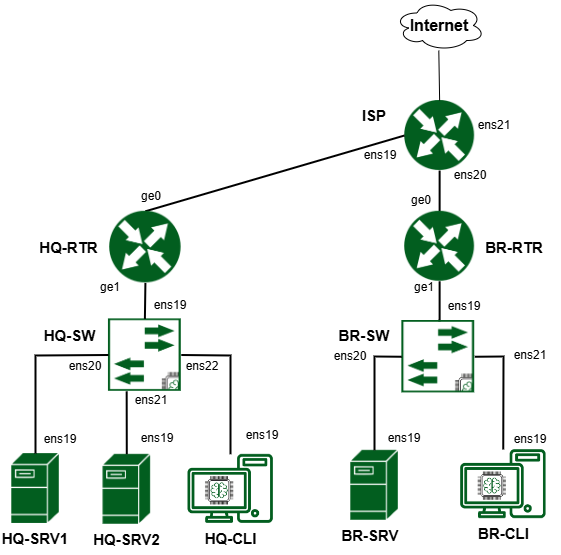 Internet
ISP
ens21
ens19
ens20
ge0
ge0
HQ-RTR
BR-RTR
ge1
ge1
ens19
ens19
HQ-SW
BR-SW
ens20
ens22
ens20
ens21
ens21
ens19
ens19
ens19
ens19
ens19
HQ-SRV1
HQ-SRV2
HQ-CLI
BR-SRV
BR-CLI